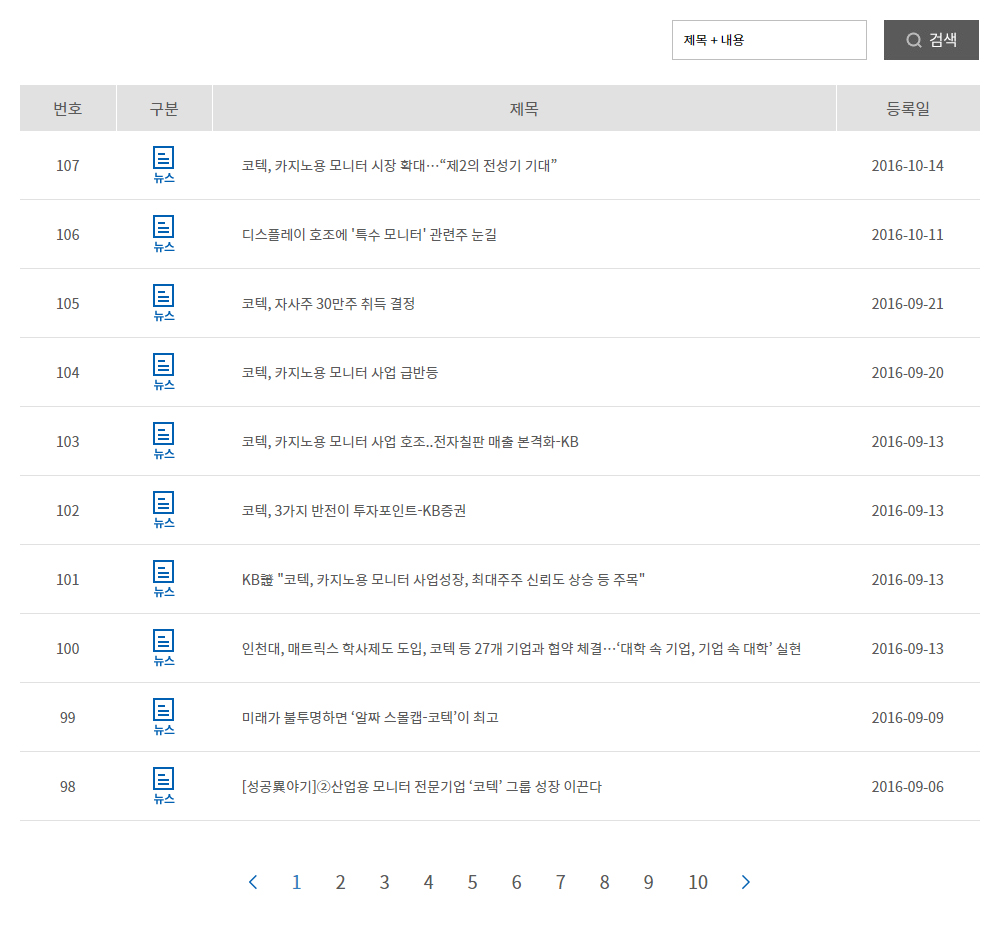 제목 + 내용 검색
번호 구분 제목 등록일
107 뉴스 코텍, 카지노용 모니터 시장 확대…“제2의 전성기 기대” 2016-10-14
106 뉴스 디스플레이 호조에 '특수 모니터' 관련주 눈길 2016-10-11
105 뉴스 코텍, 자사주 30만주 취득 결정 2016-09-21
104 뉴스 코텍, 카지노용 모니터 사업 급반등 2016-09-20
103 뉴스 코텍, 카지노용 모니터 사업 호조..전자칠판 매출 본격화-KB 2016-09-13
102 뉴스 코텍, 3가지 반전이 투자포인트-KB증권 2016-09-13
101 뉴스 KB證 "코텍, 카지노용 모니터 사업성장, 최대주주 신뢰도 상승 등 주목" 2016-09-13
100 뉴스 인천대, 매트릭스 학사제도 도입, 코텍 등 27개 기업과 협약 체결…‘대학 속 기업, 기업 속 대학’ 실현 2016-09-13
99 뉴스 미래가 불투명하면 ‘알짜 스몰캡-코텍’이 최고 2016-09-09
98 뉴스 [성공異야기]②산업용 모니터 전문기업 ‘코텍’ 그룹 성장 이끈다 2016-09-06
1 2 3 4 5 6 7 8 9 10